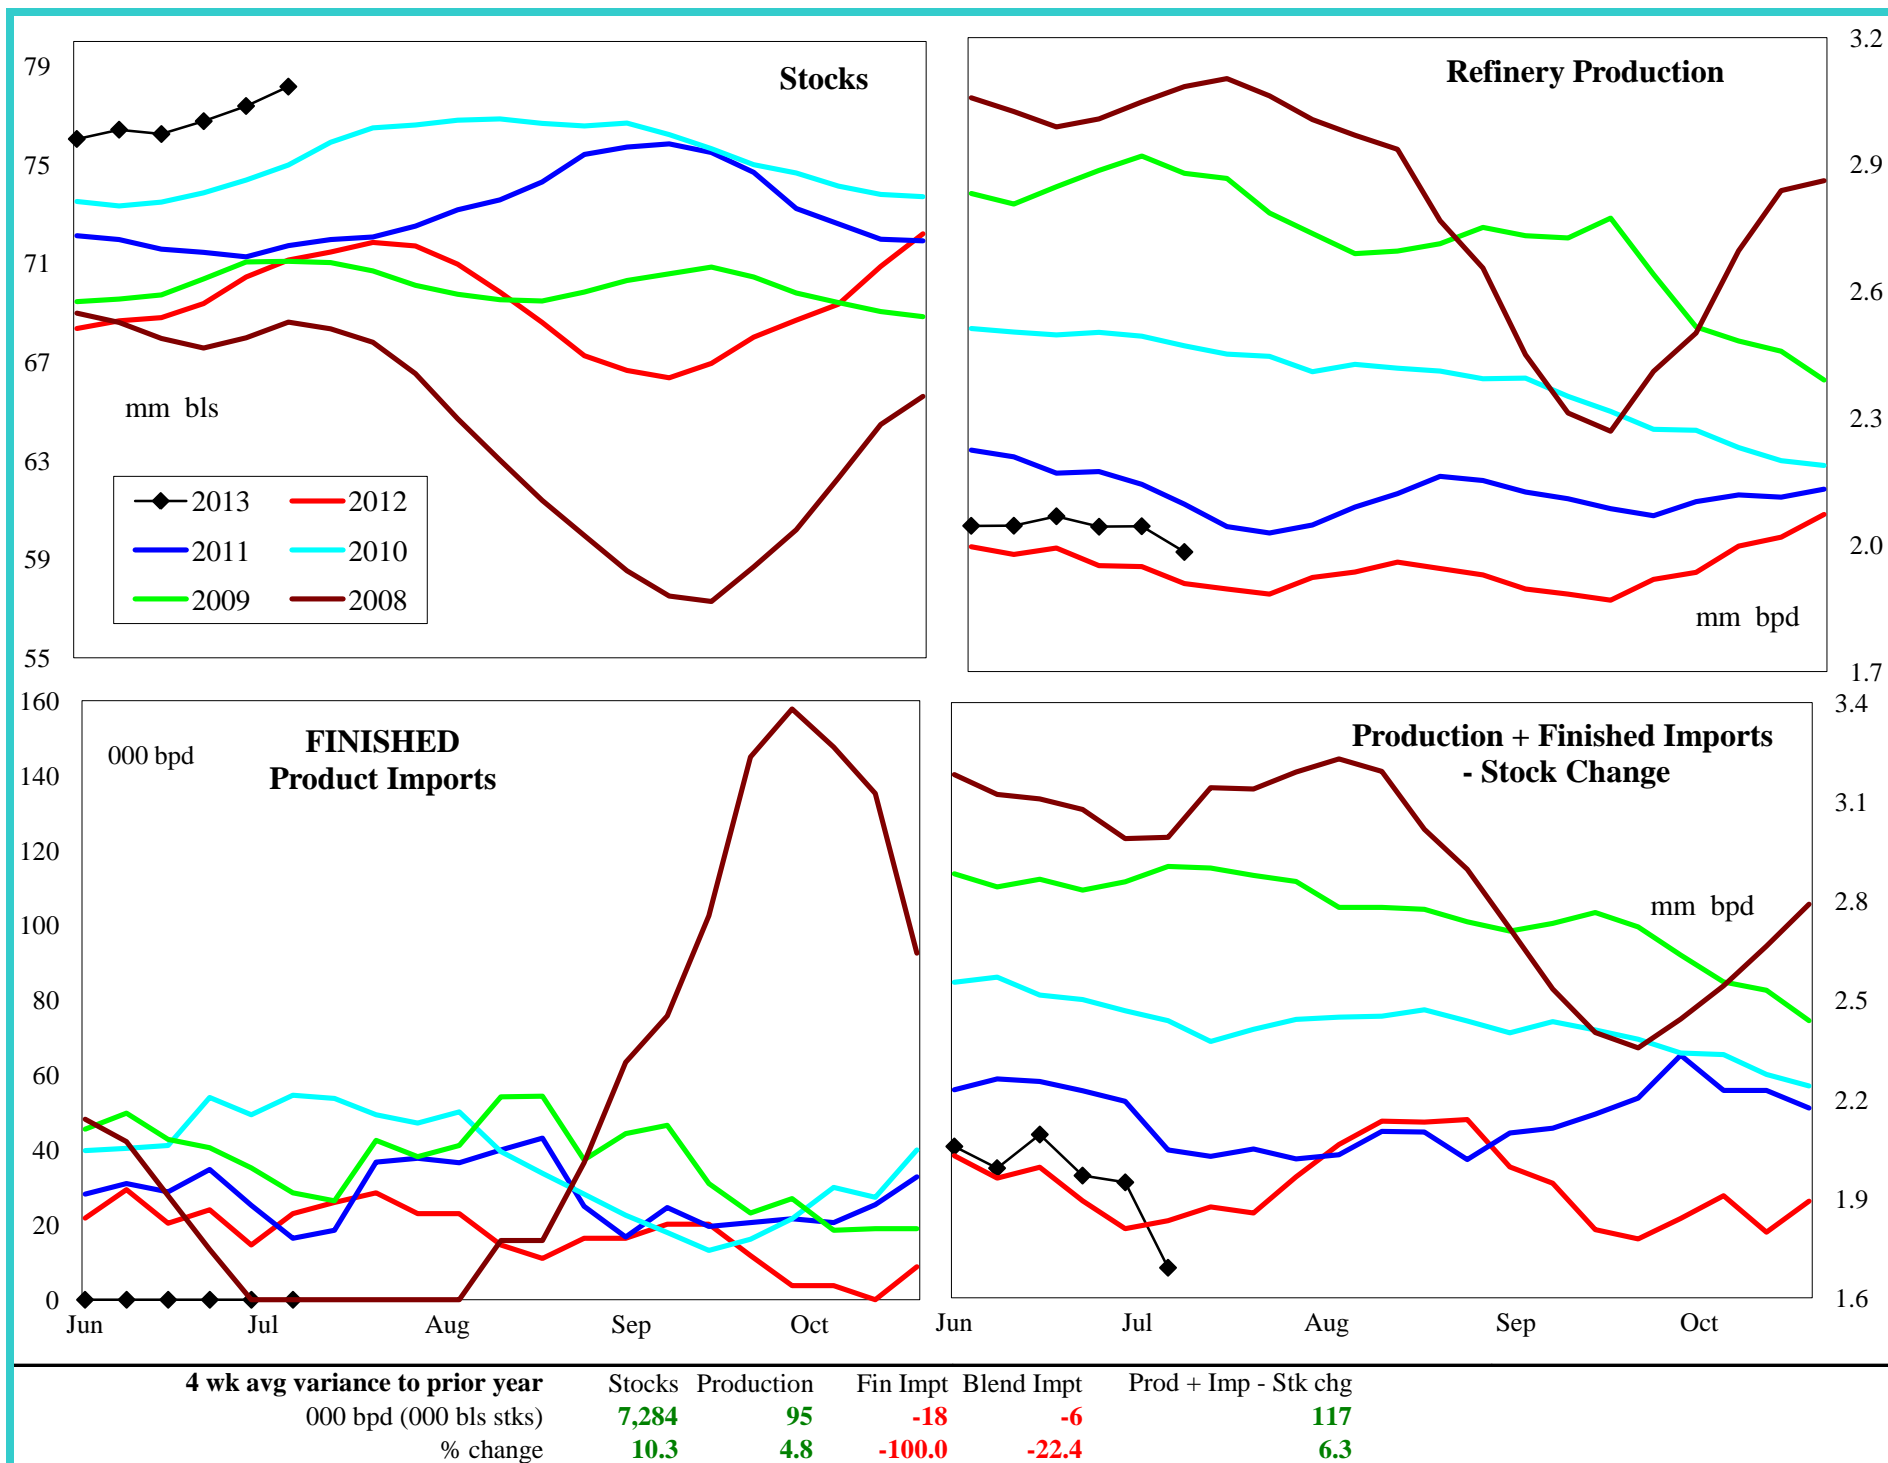 Stocks
79
75
71
67
63
59
55
mm bls
2013
2012
2011
2010
2009
2008
Refinery Production
3.2
2.9
2.6
2.3
2.0
1.7
mm bpd
FINISHED
Product Imports
000 bpd
160
140
120
100
80
60
40
20
0
Jun Jul Aug Sep Oct
Production + Finished Imports
- Stock Change
mm bpd
3.4
3.1
2.8
2.5
2.2
1.9
1.6
Jun Jul Aug Sep Oct
4 wk avg variance to prior year Stocks Production Fin Impt Blend Impt Prod + Imp - Stk chg
000 bpd (000 bls stks) 7,284 95 -18 -6 117
% change 10.3 4.8 -100.0 -22.4 6.3